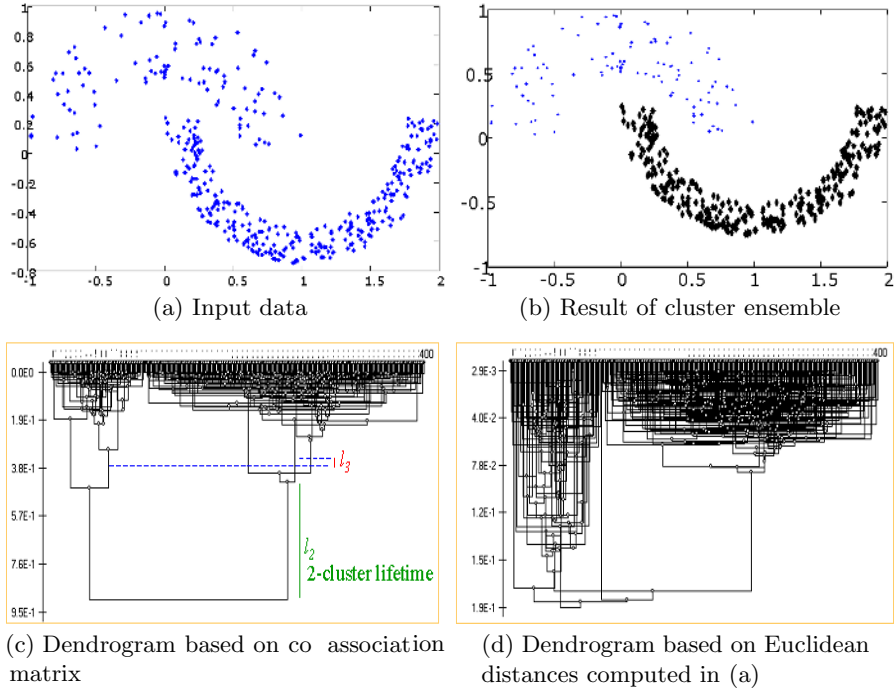 1
0.8
0.6
0.4
0.2
0
-0.2
-0.4
-0.6
-0.8
-1 -0.5 0 0.5 1 1.5 2
(a) Input data
1
0.5
0
-0.5
-1
-1 -0.5 0 0.5 1 1.5 2
(b) Result of cluster ensemble
400
0.0E0
1.9E-1
3.8E-1
5.7E-1
7.6E-1
9.5E-1
l3
l2
2-cluster lifetime
(c) Dendrogram based on co association
matrix
400
2.9E-3
4.0E-2
7.8E-2
1.2E-1
1.5E-1
1.9E-1
(d) Dendrogram based on Euclidean
distances computed in (a)